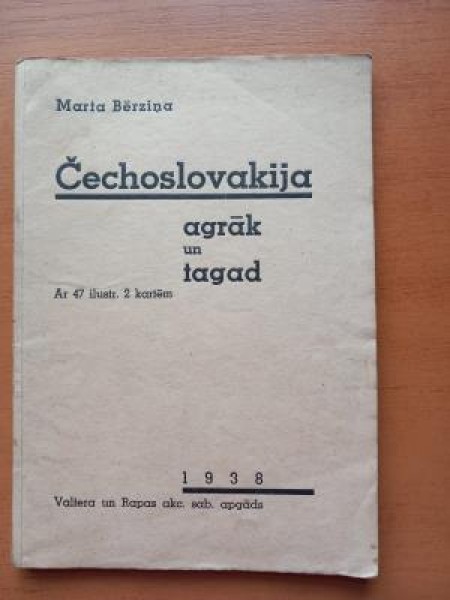 Marta Bērziņa
Čechoslovakija
agrāk
un
tagad
Ar 47 ilustr. 2 kartēm
1938
Valtera un Rapas akc. sab. apgāds